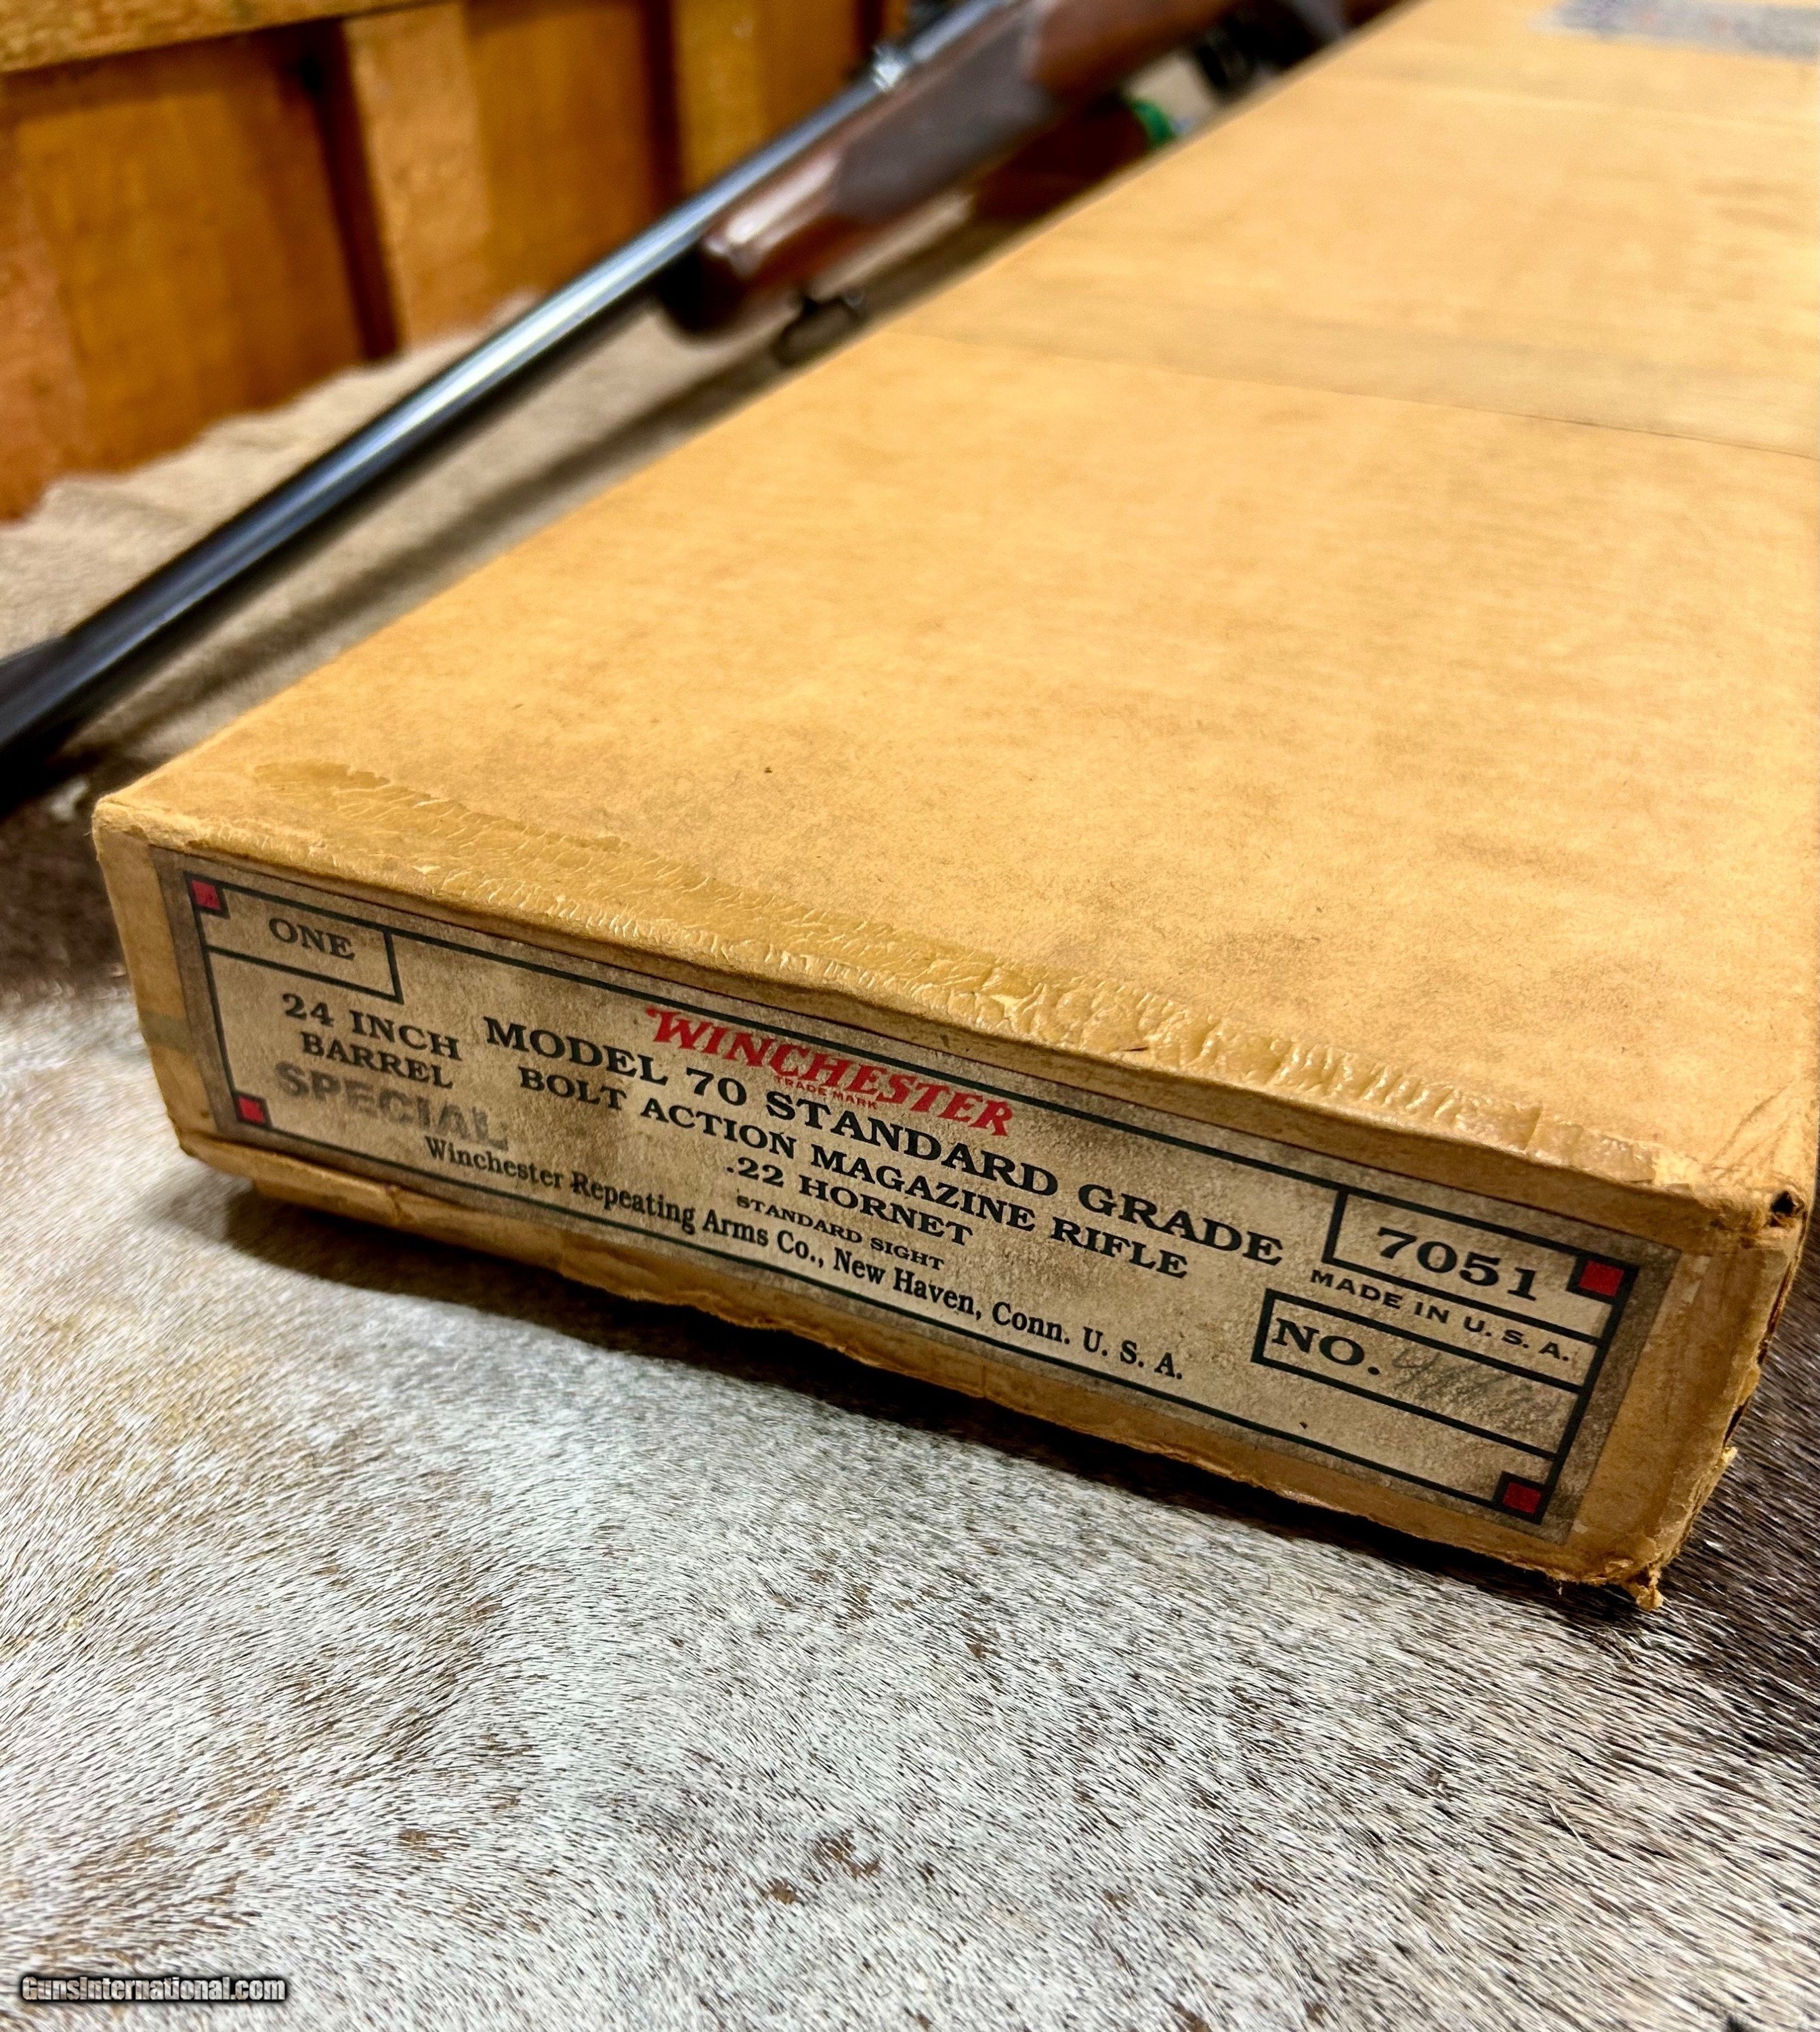 ONE
24 INCH
BARREL
SPECIAL
WINCHESTER
TRADE MARK
MODEL 70 STANDARD GRADE
BOLT ACTION MAGAZINE RIFLE
.22 HORNET
STANDARD SIGHT
Winchester Repeating Arms Co., New Haven, Conn. U. S. A.
7051
MADE IN U. S. A.
NO.
GunsInternational.com